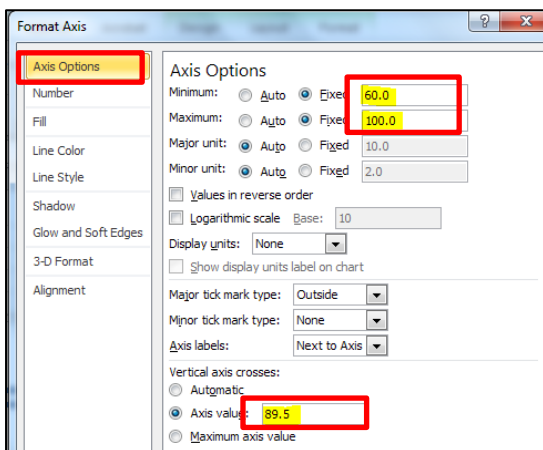 Format Axis
Axis Options
Number
Fill
Line Color
Line Style
Shadow
Glow and Soft Edges
3-D Format
Alignment
Axis Options
Minimum: Auto Fixed 60.0
Maximum: Auto Fixed 100.0
Major unit: Auto Fixed 10.0
Minor unit: Auto Fixed 2.0
Values in reverse order
Logarithmic scale Base: 10
Display units: None
Show display units label on chart
Major tick mark type: Outside
Minor tick mark type: None
Axis labels: Next to Axis
Vertical axis crosses:
Automatic
Axis value: 89.5
Maximum axis value